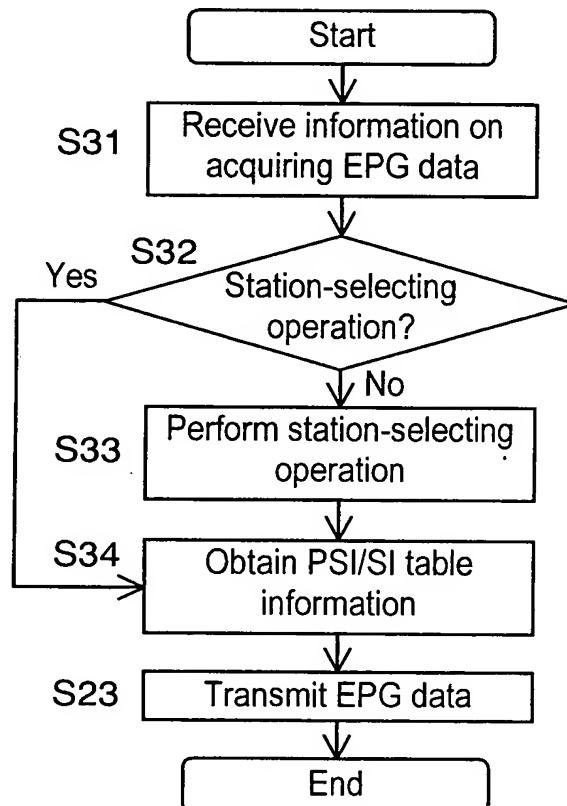 Start
S31
Receive information on
acquiring EPG data
S32
Yes
Station-selecting
operation?
No
S33
Perform station-selecting
operation
S34
Obtain PSI/SI table
information
S23
Transmit EPG data
End